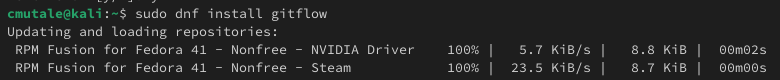 cmutale@kali:~$ sudo dnf install gitflow
Updating and loading repositories:
RPM Fusion for Fedora 41 - Nonfree - NVIDIA Driver 100% | 5.7 KiB/s | 8.8 KiB | 00m02s
RPM Fusion for Fedora 41 - Nonfree - Steam 100% | 23.5 KiB/s | 8.7 KiB | 00m00s